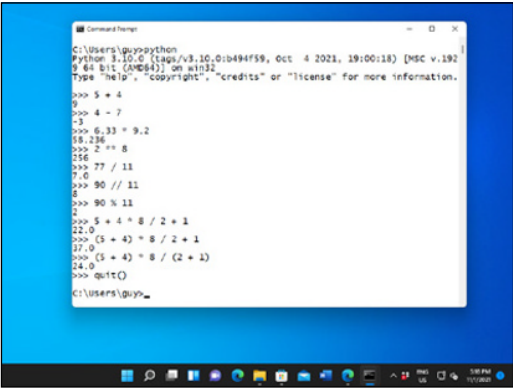 Command Prompt
C:\Users\guy>python
Python 3.10.0 (tags/v3.10.0:b494f59, Oct  4 2021, 19:00:18) [MSC v.192
9 64 bit (AMD64)] on win32
Type "help", "copyright", "credits" or "license" for more information.
>>> 5 + 4
9
>>> 4 - 7
-3
>>> 6.33 * 9.2
58.236
>>> 2 ** 8
256
>>> 77 / 11
7.0
>>> 90 // 11
8
>>> 90 % 11
2
>>> 5 + 4 * 8 / 2 + 1
22.0
>>> (5 + 4) * 8 / 2 + 1
37.0
>>> (5 + 4) * 8 / (2 + 1)
24.0
>>> quit()
C:\Users\guy>_
ENG
US